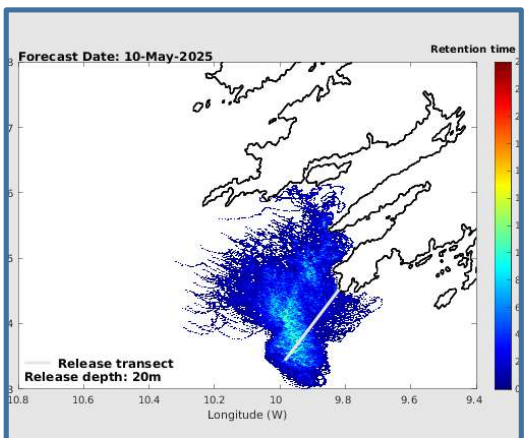 Forecast Date: 10-May-2025
Retention time
Release transect
Release depth: 20m
10.8 10.6 10.4 10.2 10 9.8 9.6 9.4
Longitude (W)